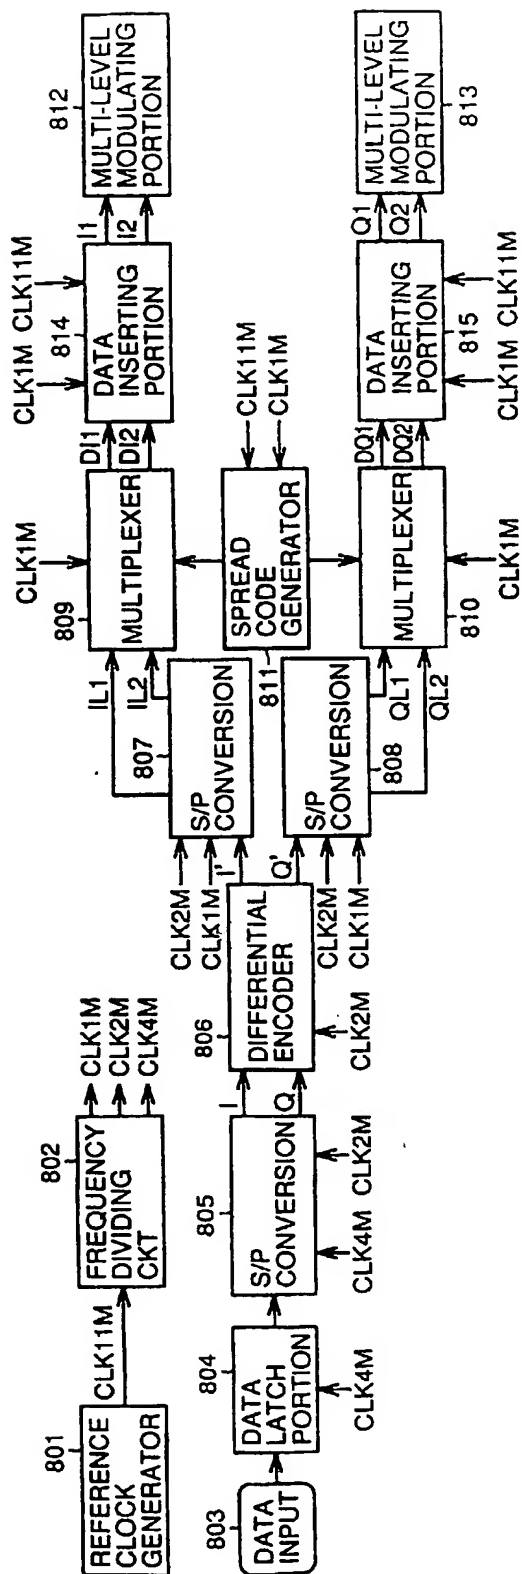 801
REFERENCE
CLOCK
GENERATOR
CLK11M
802
FREQUENCY
DIVIDING
CKT
CLK1M
CLK2M
CLK4M
803
DATA
INPUT
804
DATA
LATCH
PORTION
CLK4M
805
S/P
CONVERSION
CLK4M
CLK2M
I
Q
806
DIFFERENTIAL
ENCODER
CLK2M
I'
Q'
CLK2M
CLK1M
807
S/P
CONVERSION
IL1
IL2
CLK2M
CLK1M
808
S/P
CONVERSION
QL1
QL2
809
MULTIPLEXER
CLK1M
DI1
DI2
811
SPREAD
CODE
GENERATOR
CLK11M
CLK1M
810
MULTIPLEXER
CLK1M
DQ1
DQ2
814
DATA
INSERTING
PORTION
CLK1M
CLK11M
I1
I2
812
MULTI-LEVEL
MODULATING
PORTION
815
DATA
INSERTING
PORTION
CLK1M
CLK11M
Q1
Q2
813
MULTI-LEVEL
MODULATING
PORTION